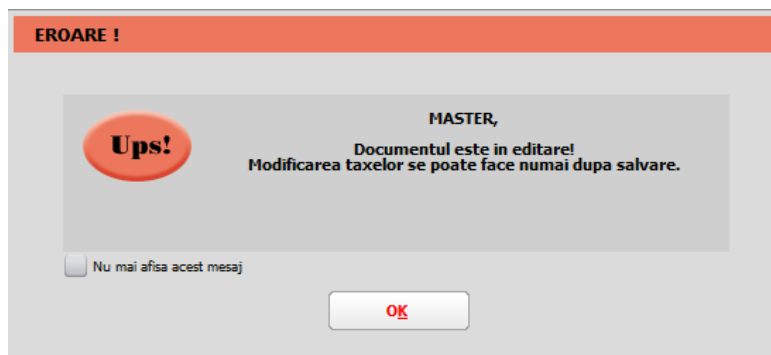 EROARE !
Ups!
MASTER,
Documentul este in editare!
Modificarea taxelor se poate face numai dupa salvare.
Nu mai afisa acest mesaj
OK